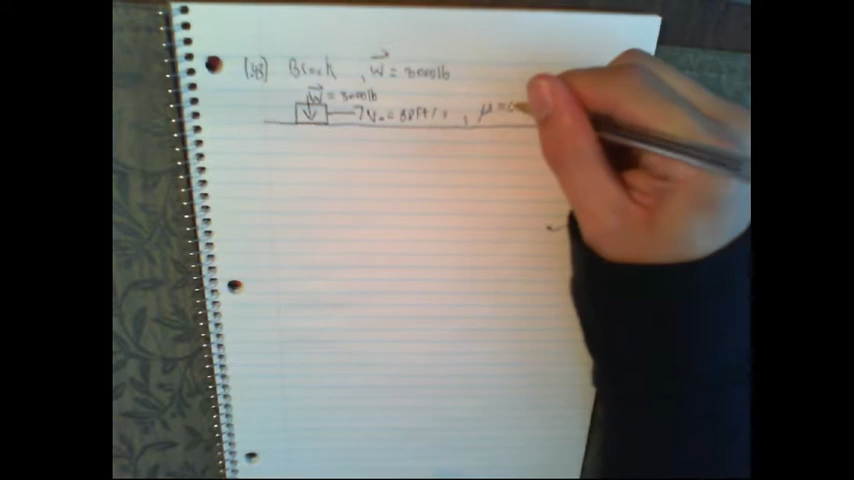 (38) Block , W = 3000lb
W = 3000lb
V₀ = 88ft/s , μ =